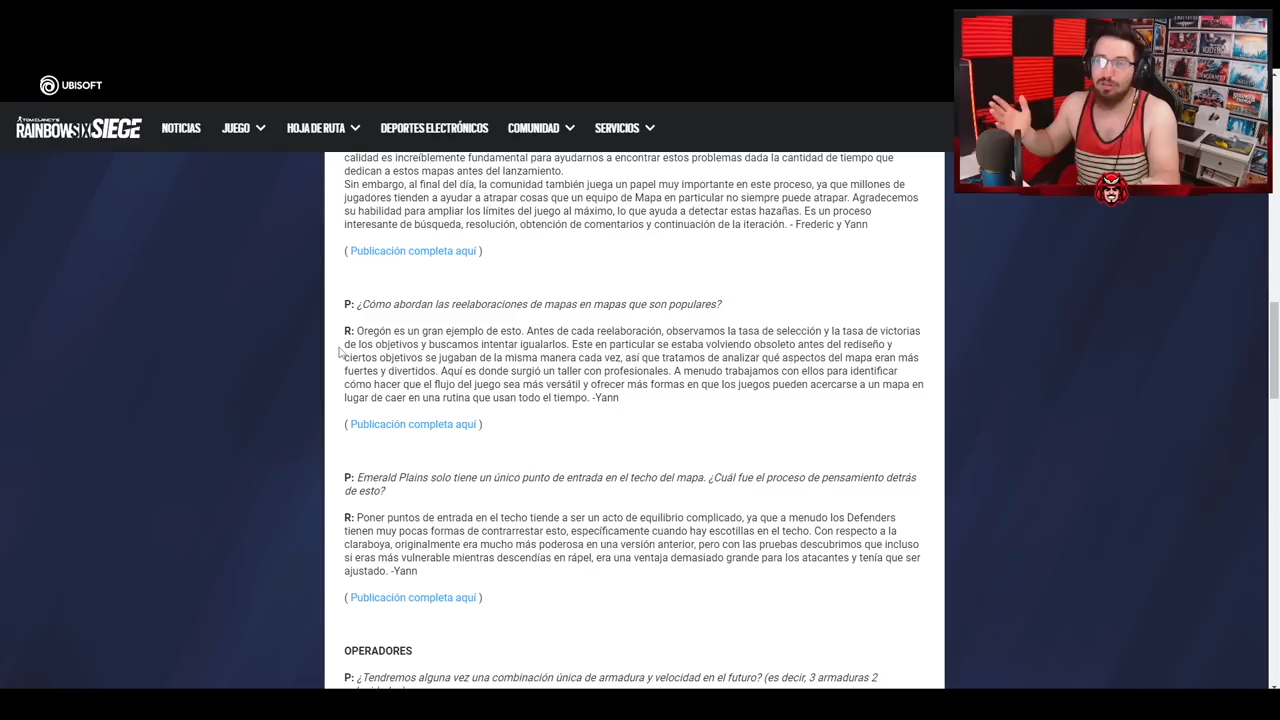 UBISOFT
TOM CLANCY'S
RAINBOWSIX SIEGE
NOTICIAS
JUEGO
HOJA DE RUTA
DEPORTES ELECTRÓNICOS
COMUNIDAD
SERVICIOS
calidad es increíblemente fundamental para ayudarnos a encontrar estos problemas dada la cantidad de tiempo que
dedican a estos mapas antes del lanzamiento.
Sin embargo, al final del día, la comunidad también juega un papel muy importante en este proceso, ya que millones de
jugadores tienden a ayudar a atrapar cosas que un equipo de Mapa en particular no siempre puede atrapar. Agradecemos
su habilidad para ampliar los límites del juego al máximo, lo que ayuda a detectar estas hazañas. Es un proceso
interesante de búsqueda, resolución, obtención de comentarios y continuación de la iteración. - Frederic y Yann
( Publicación completa aquí )
P: ¿Cómo abordan las reelaboraciones de mapas en mapas que son populares?
R: Oregón es un gran ejemplo de esto. Antes de cada reelaboración, observamos la tasa de selección y la tasa de victorias
de los objetivos y buscamos intentar igualarlos. Este en particular se estaba volviendo obsoleto antes del rediseño y
ciertos objetivos se jugaban de la misma manera cada vez, así que tratamos de analizar qué aspectos del mapa eran más
fuertes y divertidos. Aquí es donde surgió un taller con profesionales. A menudo trabajamos con ellos para identificar
cómo hacer que el flujo del juego sea más versátil y ofrecer más formas en que los juegos pueden acercarse a un mapa en
lugar de caer en una rutina que usan todo el tiempo. -Yann
( Publicación completa aquí )
P: Emerald Plains solo tiene un único punto de entrada en el techo del mapa. ¿Cuál fue el proceso de pensamiento detrás
de esto?
R: Poner puntos de entrada en el techo tiende a ser un acto de equilibrio complicado, ya que a menudo los Defenders
tienen muy pocas formas de contrarrestar esto, específicamente cuando hay escotillas en el techo. Con respecto a la
claraboya, originalmente era mucho más poderosa en una versión anterior, pero con las pruebas descubrimos que incluso
si eras más vulnerable mientras descendías en rápel, era una ventaja demasiado grande para los atacantes y tenía que ser
ajustado. -Yann
( Publicación completa aquí )
OPERADORES
P: ¿Tendremos alguna vez una combinación única de armadura y velocidad en el futuro? (es decir, 3 armaduras 2